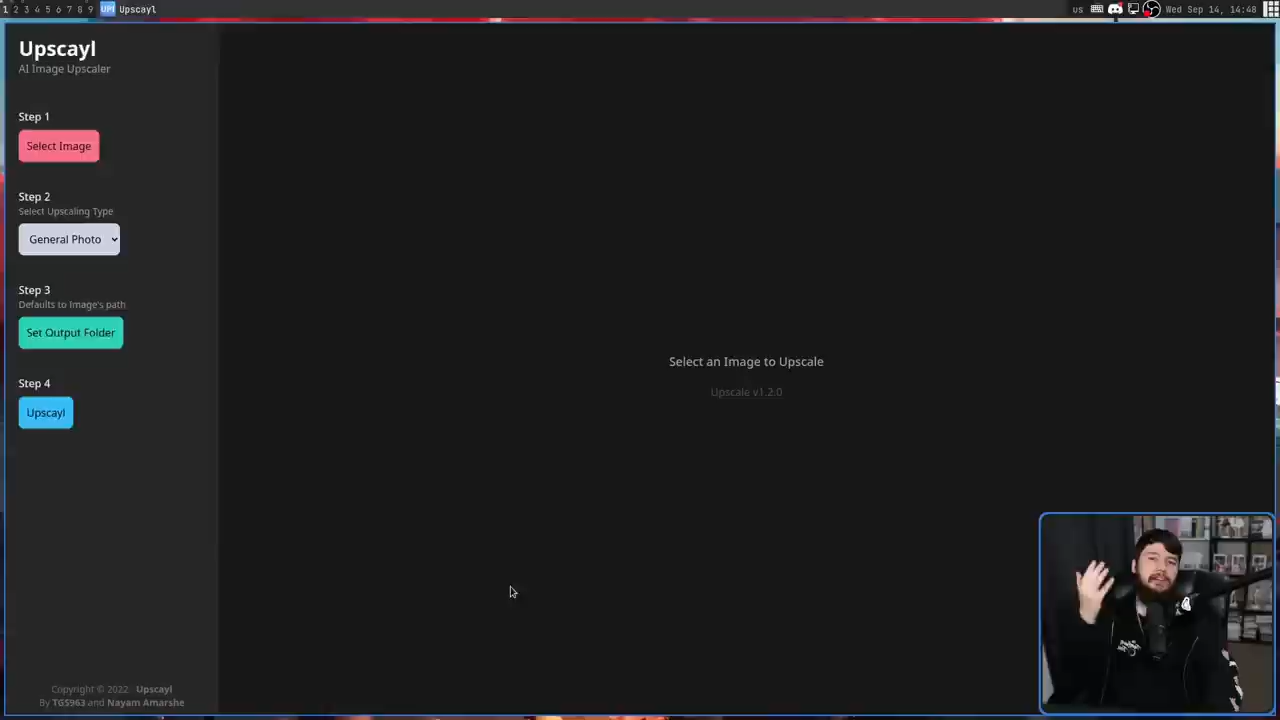 1 2 3 4 5 6 7 8 9 UP! Upscayl
us Wed Sep 14, 14:48
Upscayl
AI Image Upscaler
Step 1
Select Image
Step 2
Select Upscaling Type
General Photo
Step 3
Defaults to Image's path
Set Output Folder
Step 4
Upscayl
Select an Image to Upscale
Upscale v1.2.0
Copyright © 2022 Upscayl
By TGS963 and Nayam Amarshe